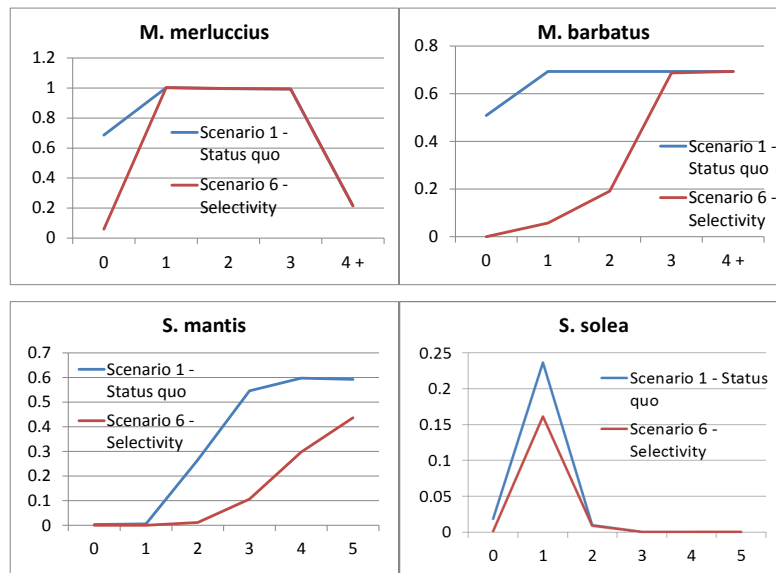 M. merluccius
1.2
1
0.8
0.6
0.4
0.2
0
0
1
2
3
4 +
Scenario 1 -
Status quo
Scenario 6 -
Selectivity
M. barbatus
0.8
0.6
0.4
0.2
0
0
1
2
3
4 +
Scenario 1 -
Status quo
Scenario 6 -
Selectivity
S. mantis
0.7
0.6
0.5
0.4
0.3
0.2
0.1
0
0
1
2
3
4
5
Scenario 1 -
Status quo
Scenario 6 -
Selectivity
S. solea
0.25
0.2
0.15
0.1
0.05
0
0
1
2
3
4
5
Scenario 1 - Status
quo
Scenario 6 -
Selectivity